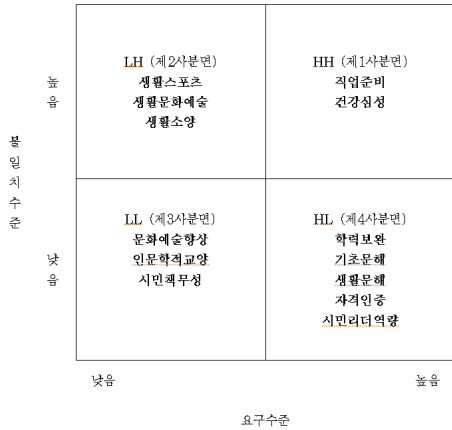 LH (제2사분면)
생활스포츠
생활문화예술
생활소양
HH (제1사분면)
직업준비
건강심성
높
음
불
일
치
수
준
LL (제3사분면)
문화예술향상
인문학적교양
시민책무성
HL (제4사분면)
학력보완
기초문해
생활문해
자격인증
시민리더역량
낮
음
낮음
높음
요구수준